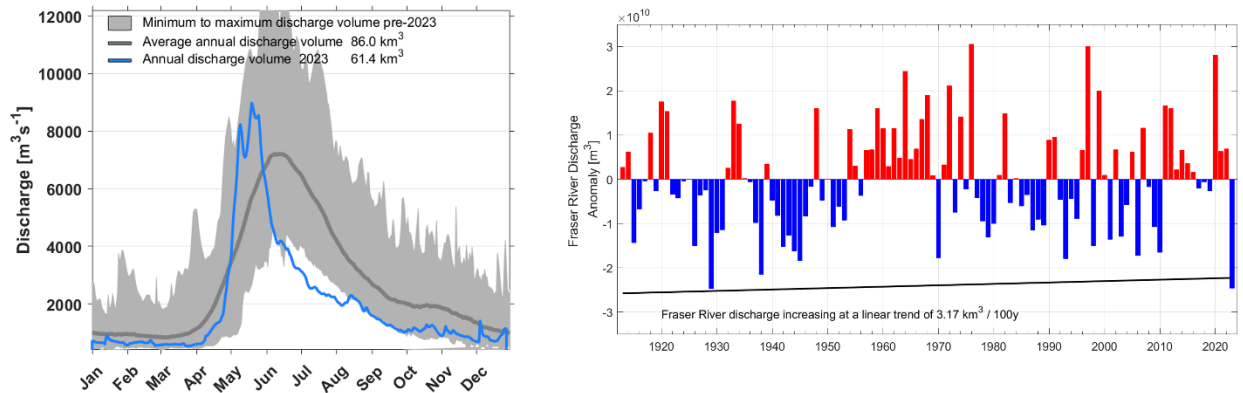 12000
10000
8000
6000
4000
2000
Discharge [m³s⁻¹]
Minimum to maximum discharge volume pre-2023
Average annual discharge volume 86.0 km³
Annual discharge volume 2023 61.4 km³
Jan Feb Mar Apr May Jun Jul Aug Sep Oct Nov Dec
×10¹⁰
3
2
1
0
-1
-2
-3
Fraser River Discharge
Anomaly [m³]
Fraser River discharge increasing at a linear trend of 3.17 km³ / 100y
1920 1930 1940 1950 1960 1970 1980 1990 2000 2010 2020